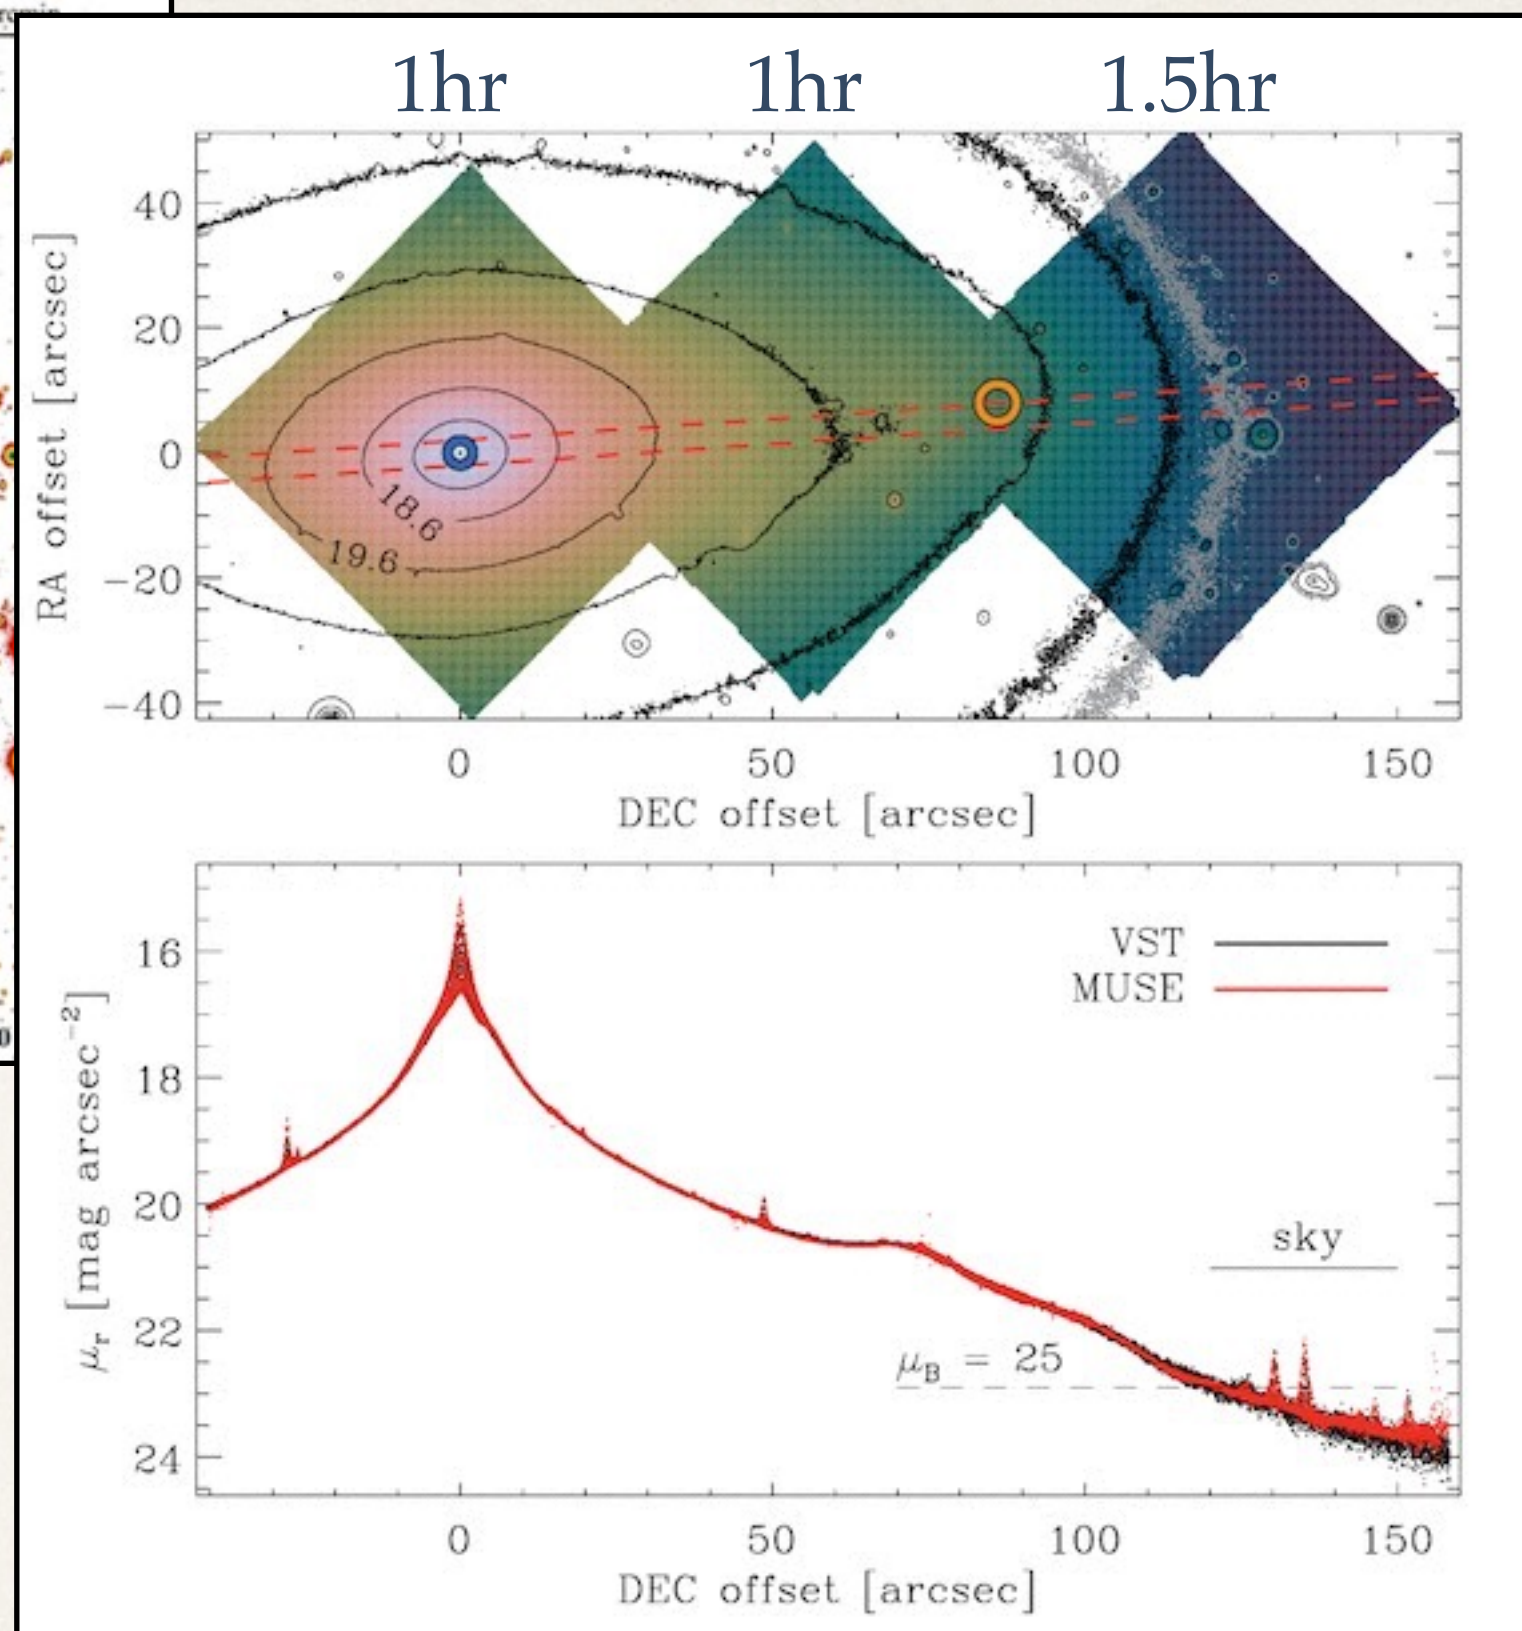 1hr 1hr 1.5hr
40
20
0
−20
−40
RA offset [arcsec]
18.6
19.6
0 50 100 150
DEC offset [arcsec]
16
18
20
22
24
μr [mag arcsec−2]
VST
MUSE
sky
μB = 25
0 50 100 150
DEC offset [arcsec]